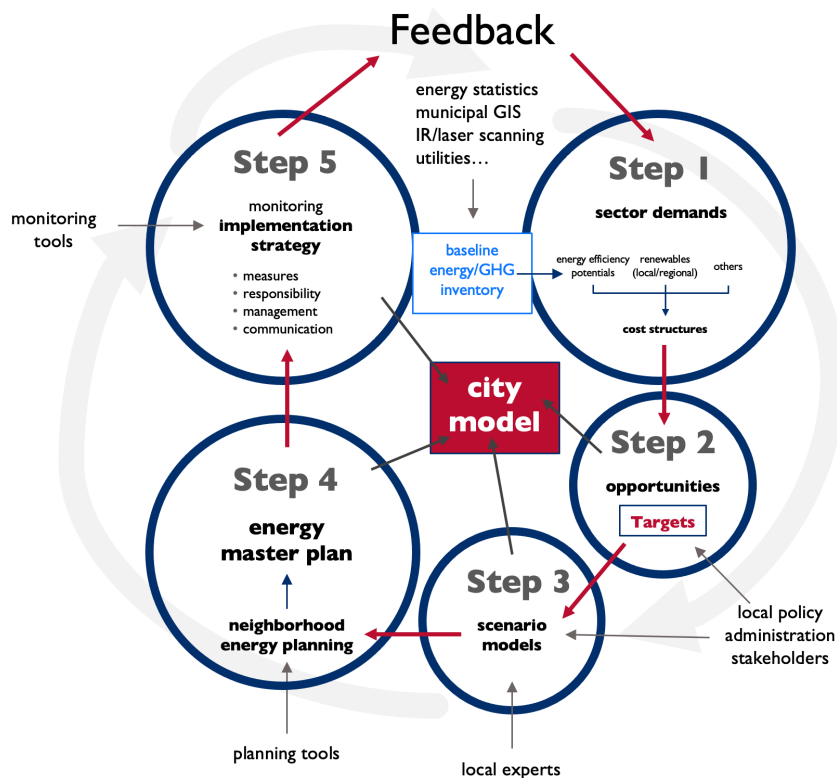 Feedback
energy statistics
municipal GIS
IR/laser scanning
utilities...
Step 1
sector demands
energy efficiency
potentials
renewables
(local/regional)
others
cost structures
baseline
energy/GHG
inventory
Step 5
monitoring
implementation
strategy
• measures
• responsibility
• management
• communication
monitoring
tools
city
model
Step 2
opportunities
Targets
Step 4
energy
master plan
neighborhood
energy planning
Step 3
scenario
models
local policy
administration
stakeholders
planning tools
local experts